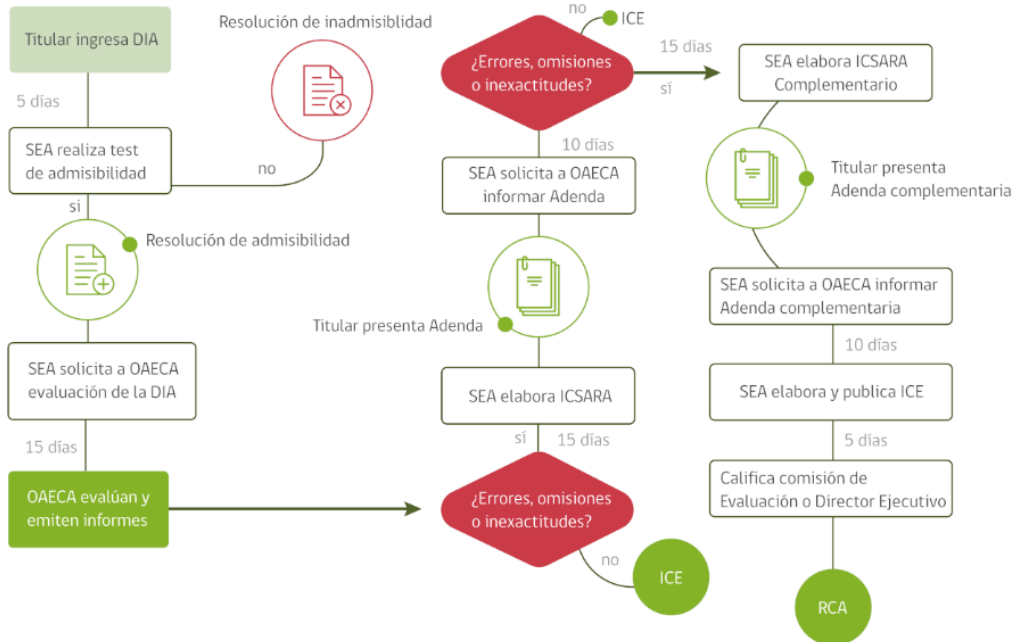 Titular ingresa DIA
5 días
SEA realiza test
de admisibilidad
no
Resolución de inadmisiblidad
si
Resolución de admisibilidad
SEA solicita a OAECA
evaluación de la DIA
15 días
OAECA evalúan y
emiten informes
¿Errores, omisiones
o inexactitudes?
no
ICE
sí
15 días
SEA elabora ICSARA
Titular presenta Adenda
SEA solicita a OAECA
informar Adenda
10 días
¿Errores, omisiones
o inexactitudes?
no
ICE
15 días
sí
SEA elabora ICSARA
Complementario
Titular presenta
Adenda complementaria
SEA solicita a OAECA informar
Adenda complementaria
10 días
SEA elabora y publica ICE
5 días
Califica comisión de
Evaluación o Director Ejecutivo
RCA